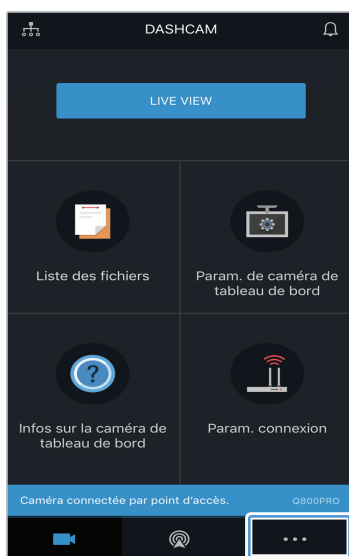 DASHCAM
LIVE VIEW
Liste des fichiers
Param. de caméra de
tableau de bord
Infos sur la caméra de
tableau de bord
Param. connexion
Caméra connectée par point d'accès.
Q800PRO